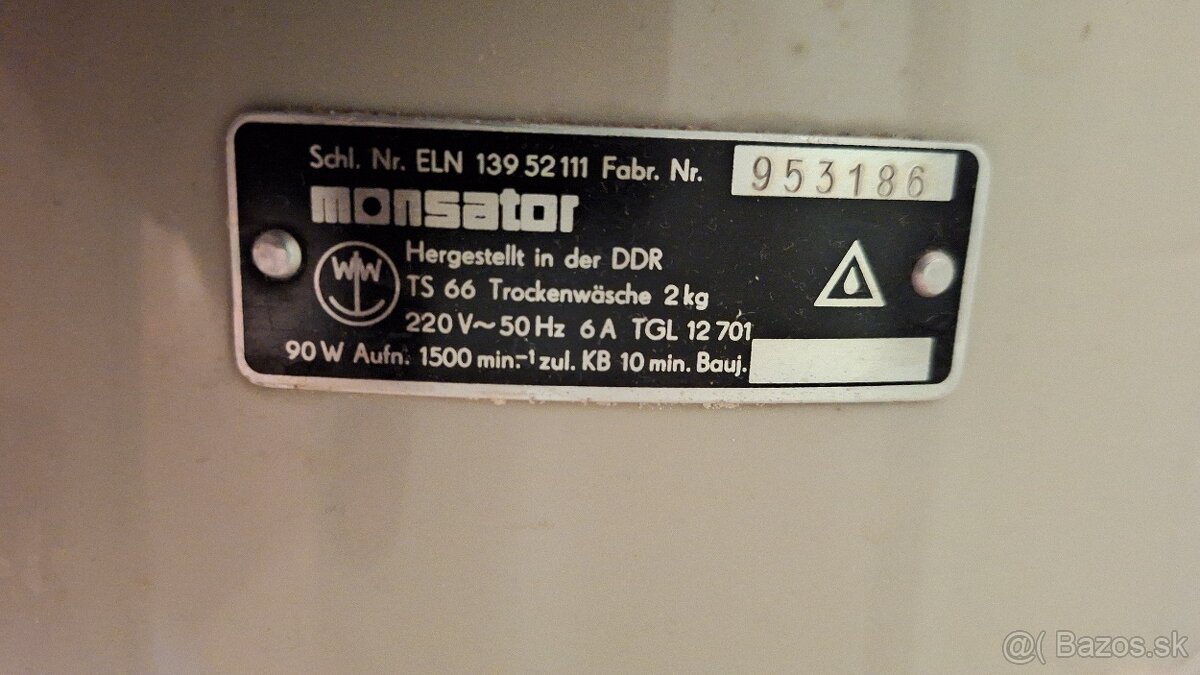 Schl. Nr. ELN 139 52 111 Fabr. Nr. 953186
monsator
WW Hergestellt in der DDR
TS 66 Trockenwäsche 2 kg
220 V~50 Hz 6 A TGL 12 701
90 W Aufn. 1500 min.-¹ zul. KB 10 min. Bauj.
@( Bazos.sk